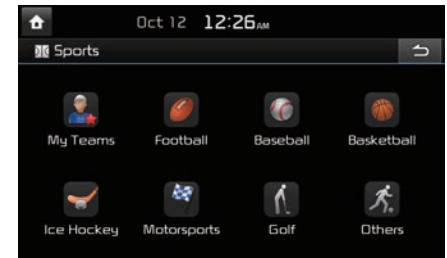 Oct 12 12:26AM
Sports
My Teams Football Baseball Basketball
Ice Hockey Motorsports Golf Others